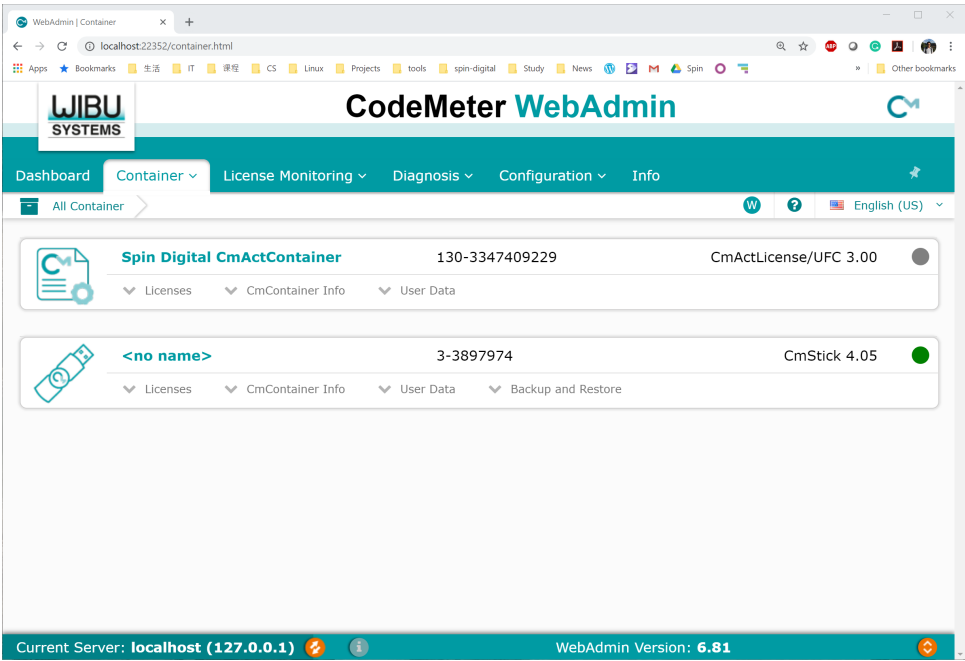 WebAdmin | Container
localhost:22352/container.html
ABP
Apps Bookmarks 生活 IT 课程 CS Linux Projects tools spin-digital Study News Spin » Other bookmarks
WIBU
SYSTEMS
CodeMeter WebAdmin
Dashboard Container License Monitoring Diagnosis Configuration Info
All Container W ? English (US)
Spin Digital CmActContainer 130-3347409229 CmActLicense/UFC 3.00
Licenses CmContainer Info User Data
<no name> 3-3897974 CmStick 4.05
Licenses CmContainer Info User Data Backup and Restore
Current Server: localhost (127.0.0.1) i WebAdmin Version: 6.81